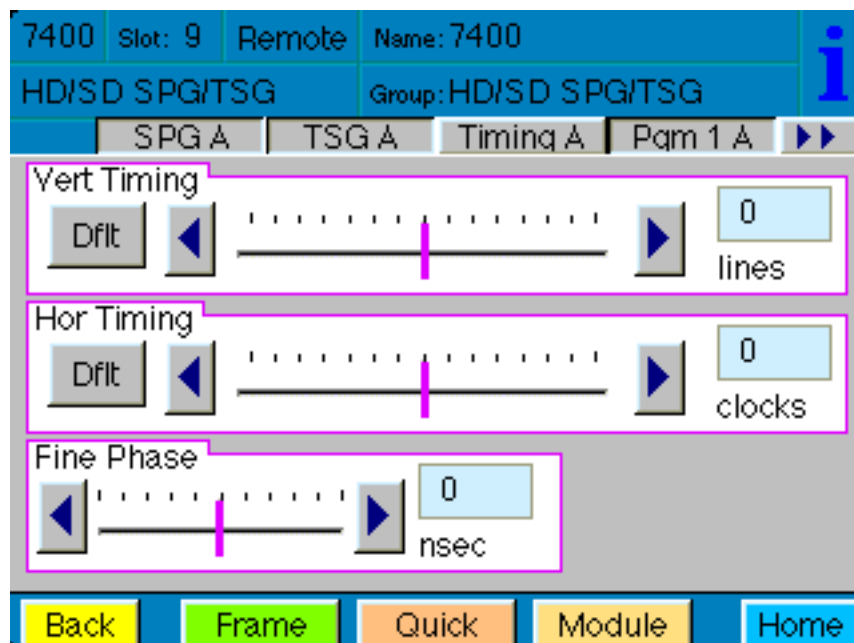 7400 Slot: 9 Remote Name: 7400
HD/SD SPG/TSG Group: HD/SD SPG/TSG
i
SPG A TSG A Timing A Pgm 1 A
Vert Timing
Dflt 0
lines
Hor Timing
Dflt 0
clocks
Fine Phase
0
nsec
Back Frame Quick Module Home